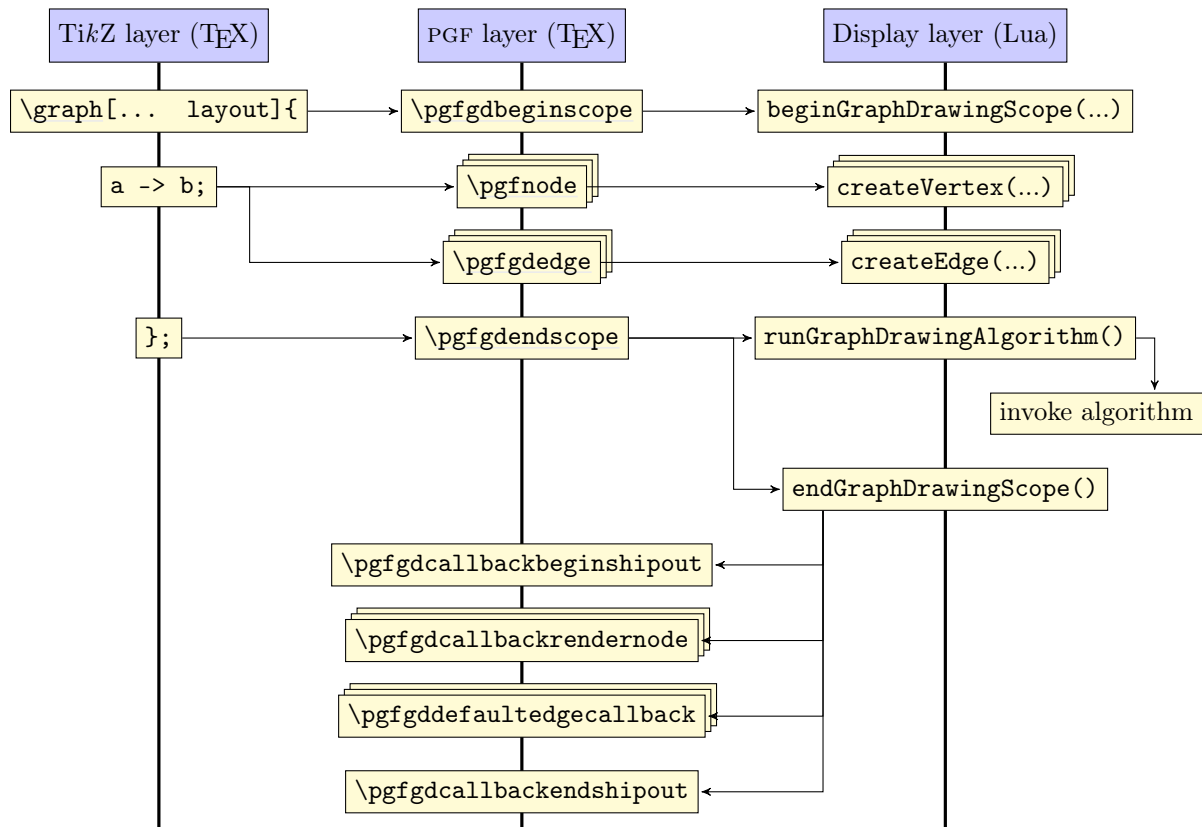 TikZ layer (TEX)
PGF layer (TEX)
Display layer (Lua)
\graph[... layout]{
\pgfgdbeginscope
beginGraphDrawingScope(...)
a -> b;
\pgfnode
createVertex(...)
\pgfgdedge
createEdge(...)
};
\pgfgdendscope
runGraphDrawingAlgorithm()
invoke algorithm
endGraphDrawingScope()
\pgfgdcallbackbeginshipout
\pgfgdcallbackrendernode
\pgfgddefaultedgecallback
\pgfgdcallbackendshipout